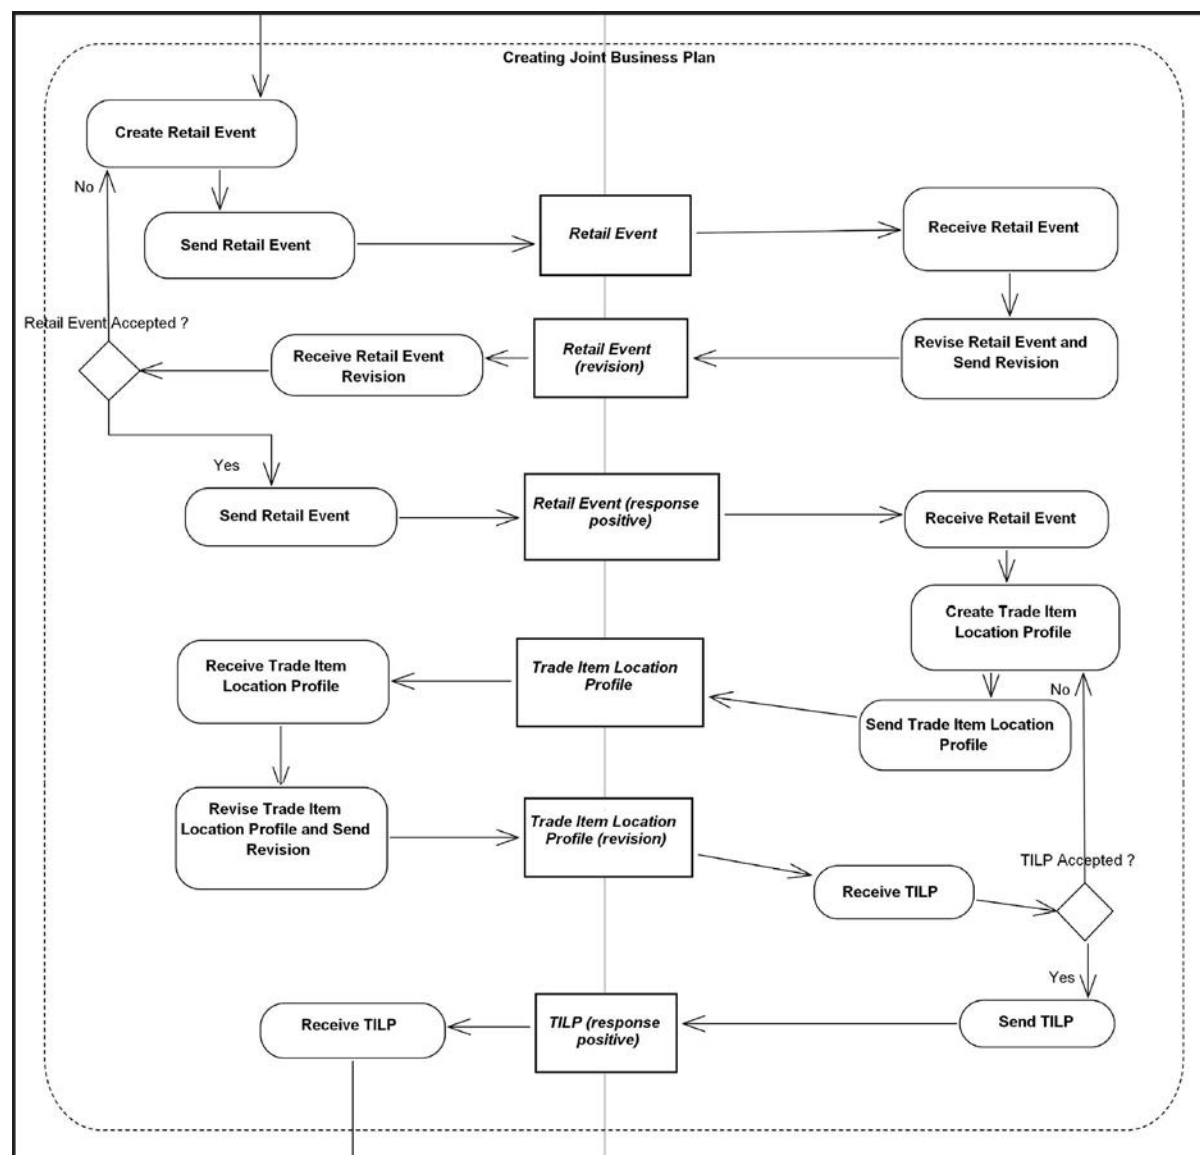 Creating Joint Business Plan
Create Retail Event
No
Send Retail Event
Retail Event
Receive Retail Event
Retail Event Accepted ?
Receive Retail Event
Revision
Retail Event
(revision)
Revise Retail Event and
Send Revision
Yes
Send Retail Event
Retail Event (response
positive)
Receive Retail Event
Create Trade Item
Location Profile
Receive Trade Item
Location Profile
Trade Item Location
Profile
No
Send Trade Item Location
Profile
Revise Trade Item
Location Profile and Send
Revision
Trade Item Location
Profile (revision)
TILP Accepted ?
Receive TILP
Yes
Receive TILP
TILP (response
positive)
Send TILP